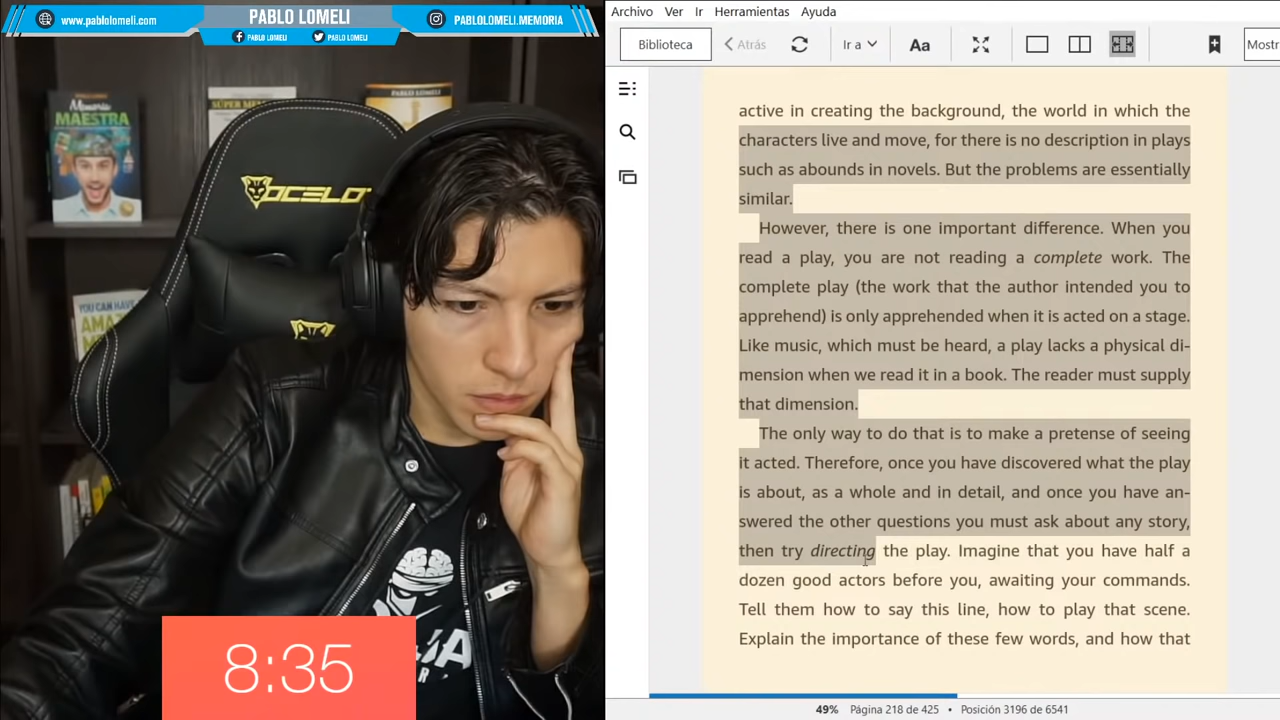 www.pablolomeli.com
PABLO LOMELI
PABLOLOMELI.MEMORIA
PABLO LOMELI
PABLO LOMELI
Memoria
MAESTRA
SÚPER
PABLO LOMELI
YOU CAN HAVE
AMAZ
OCELO
8:35
Archivo Ver Ir Herramientas Ayuda
Biblioteca Atrás Ir a Aa Mostr
active in creating the background, the world in which the
characters live and move, for there is no description in plays
such as abounds in novels. But the problems are essentially
similar.
However, there is one important difference. When you
read a play, you are not reading a complete work. The
complete play (the work that the author intended you to
apprehend) is only apprehended when it is acted on a stage.
Like music, which must be heard, a play lacks a physical di-
mension when we read it in a book. The reader must supply
that dimension.
The only way to do that is to make a pretense of seeing
it acted. Therefore, once you have discovered what the play
is about, as a whole and in detail, and once you have an-
swered the other questions you must ask about any story,
then try directing the play. Imagine that you have half a
dozen good actors before you, awaiting your commands.
Tell them how to say this line, how to play that scene.
Explain the importance of these few words, and how that
49% Página 218 de 425 • Posición 3196 de 6541 •